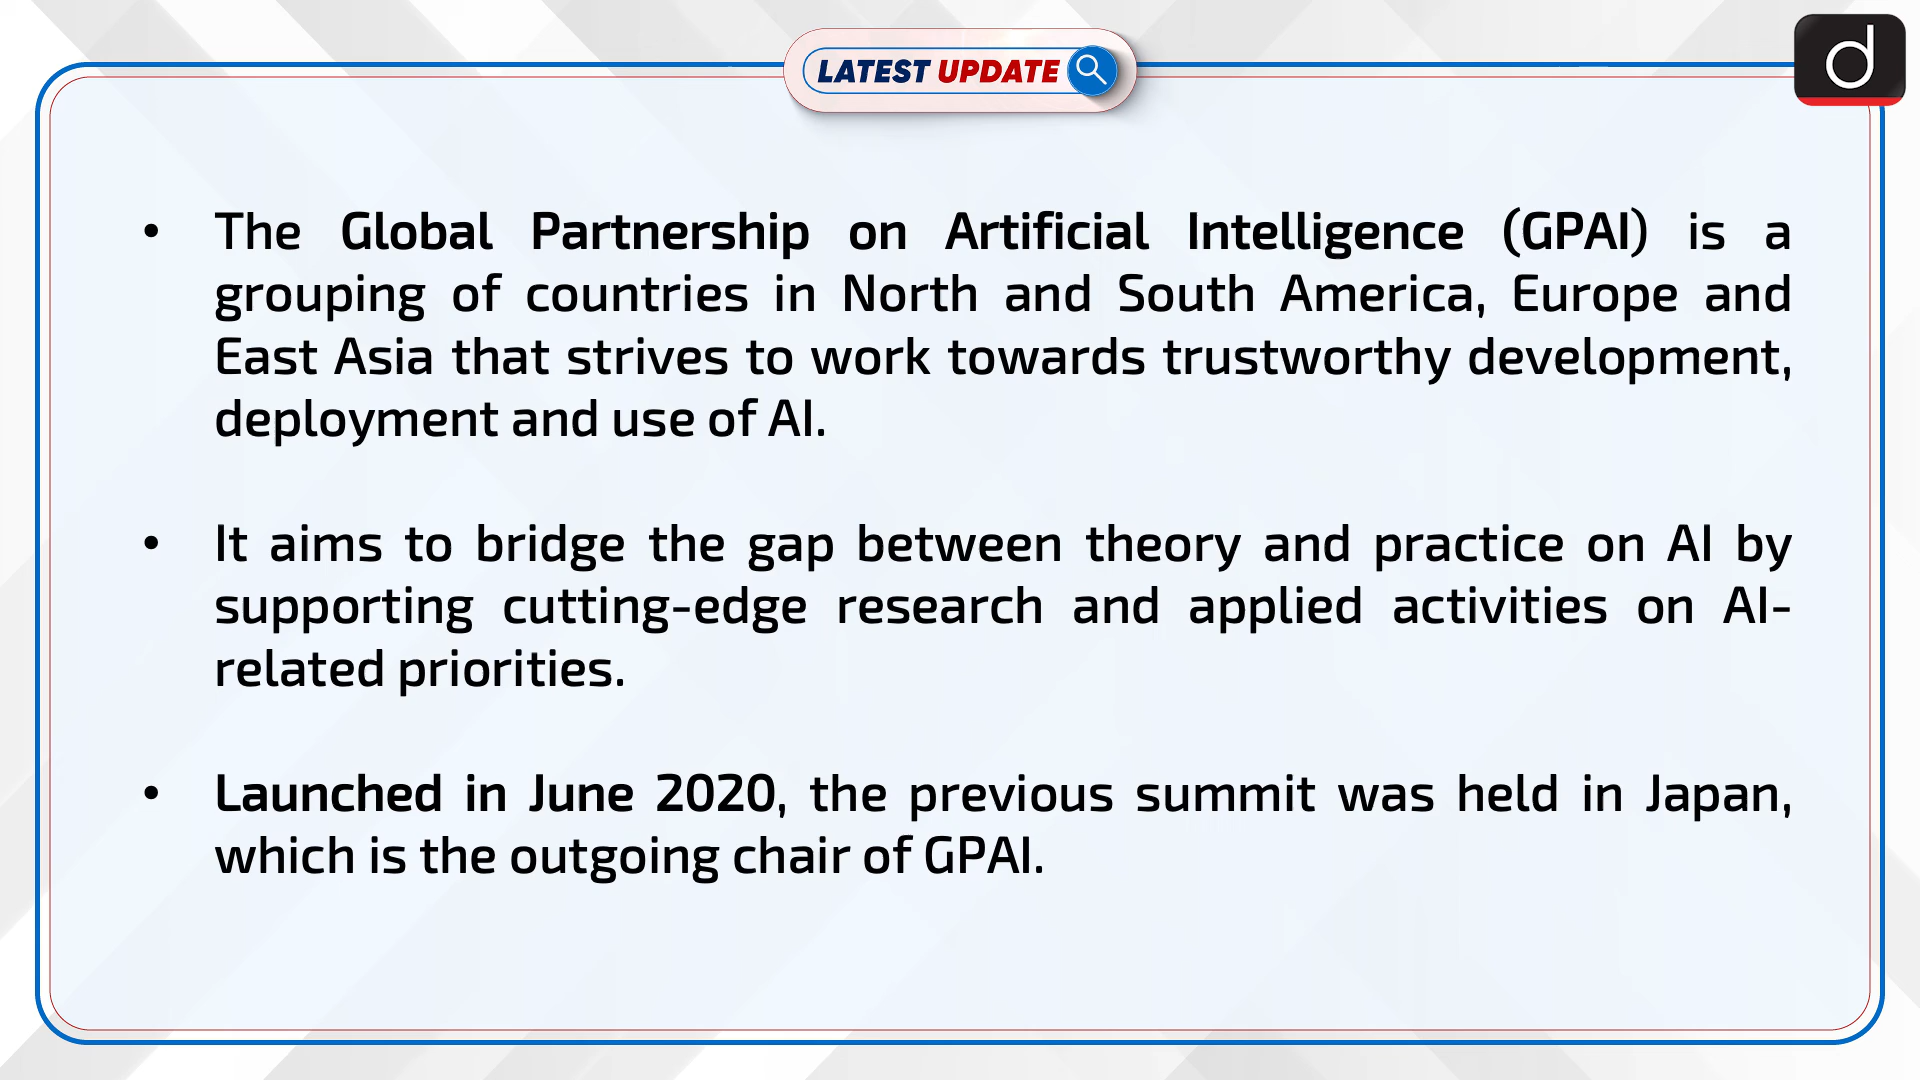 LATEST UPDATE
d
• The Global Partnership on Artificial Intelligence (GPAI) is a
grouping of countries in North and South America, Europe and
East Asia that strives to work towards trustworthy development,
deployment and use of AI.
• It aims to bridge the gap between theory and practice on AI by
supporting cutting-edge research and applied activities on AI-
related priorities.
• Launched in June 2020, the previous summit was held in Japan,
which is the outgoing chair of GPAI.